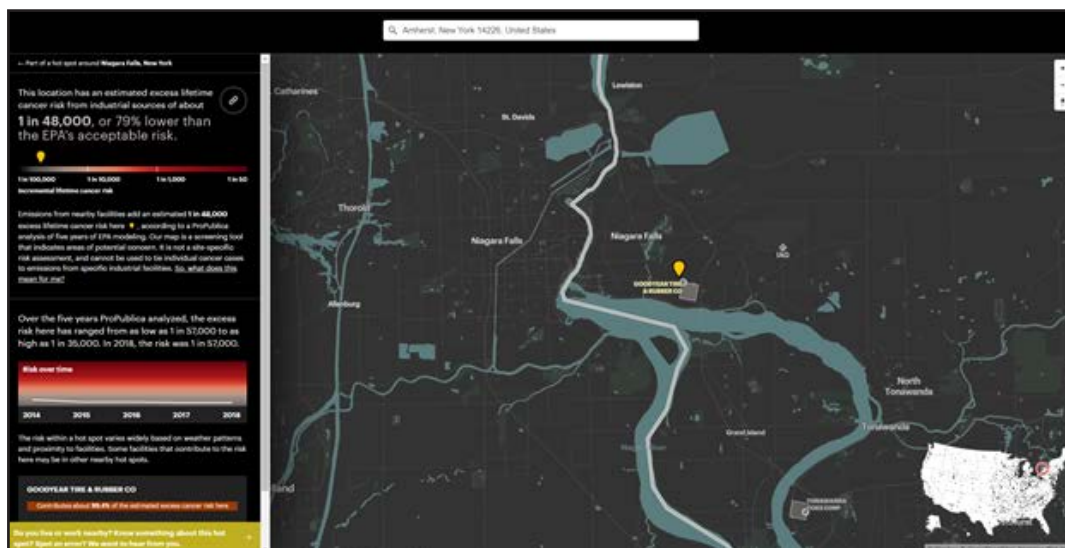 Amherst, New York 14226, United States
← Part of a hot spot around Niagara Falls, New York
This location has an estimated excess lifetime
cancer risk from industrial sources of about
1 in 48,000, or 79% lower than
the EPA's acceptable risk.
1 in 100,000 1 in 10,000 1 in 1,000 1 in 50
Incremental lifetime cancer risk
Emissions from nearby facilities add an estimated 1 in 48,000
excess lifetime cancer risk here , according to a ProPublica
analysis of five years of EPA modeling. Our map is a screening tool
that indicates areas of potential concern. It is not a site-specific
risk assessment, and cannot be used to tie individual cancer cases
to emissions from specific industrial facilities. So, what does this
mean for me?
Over the five years ProPublica analyzed, the excess
risk here has ranged from as low as 1 in 57,000 to as
high as 1 in 35,000. In 2018, the risk was 1 in 57,000.
Risk over time
2014 2015 2016 2017 2018
The risk within a hot spot varies widely based on weather patterns
and proximity to facilities. Some facilities that contribute to the risk
here may be in other nearby hot spots.
GOODYEAR TIRE & RUBBER CO
Contributes about 99.4% of the estimated excess cancer risk here
Do you live or work nearby? Know something about this hot
spot? Spot an error? We want to hear from you. →
Catharines
Lewiston
St. Davids
Thorold
Niagara Falls
Niagara Falls
GOODYEAR TIRE
& RUBBER CO
Allanburg
North
Tonawanda
Tonawanda
Grand Island
lland
TONAWANDA
COKE CORP